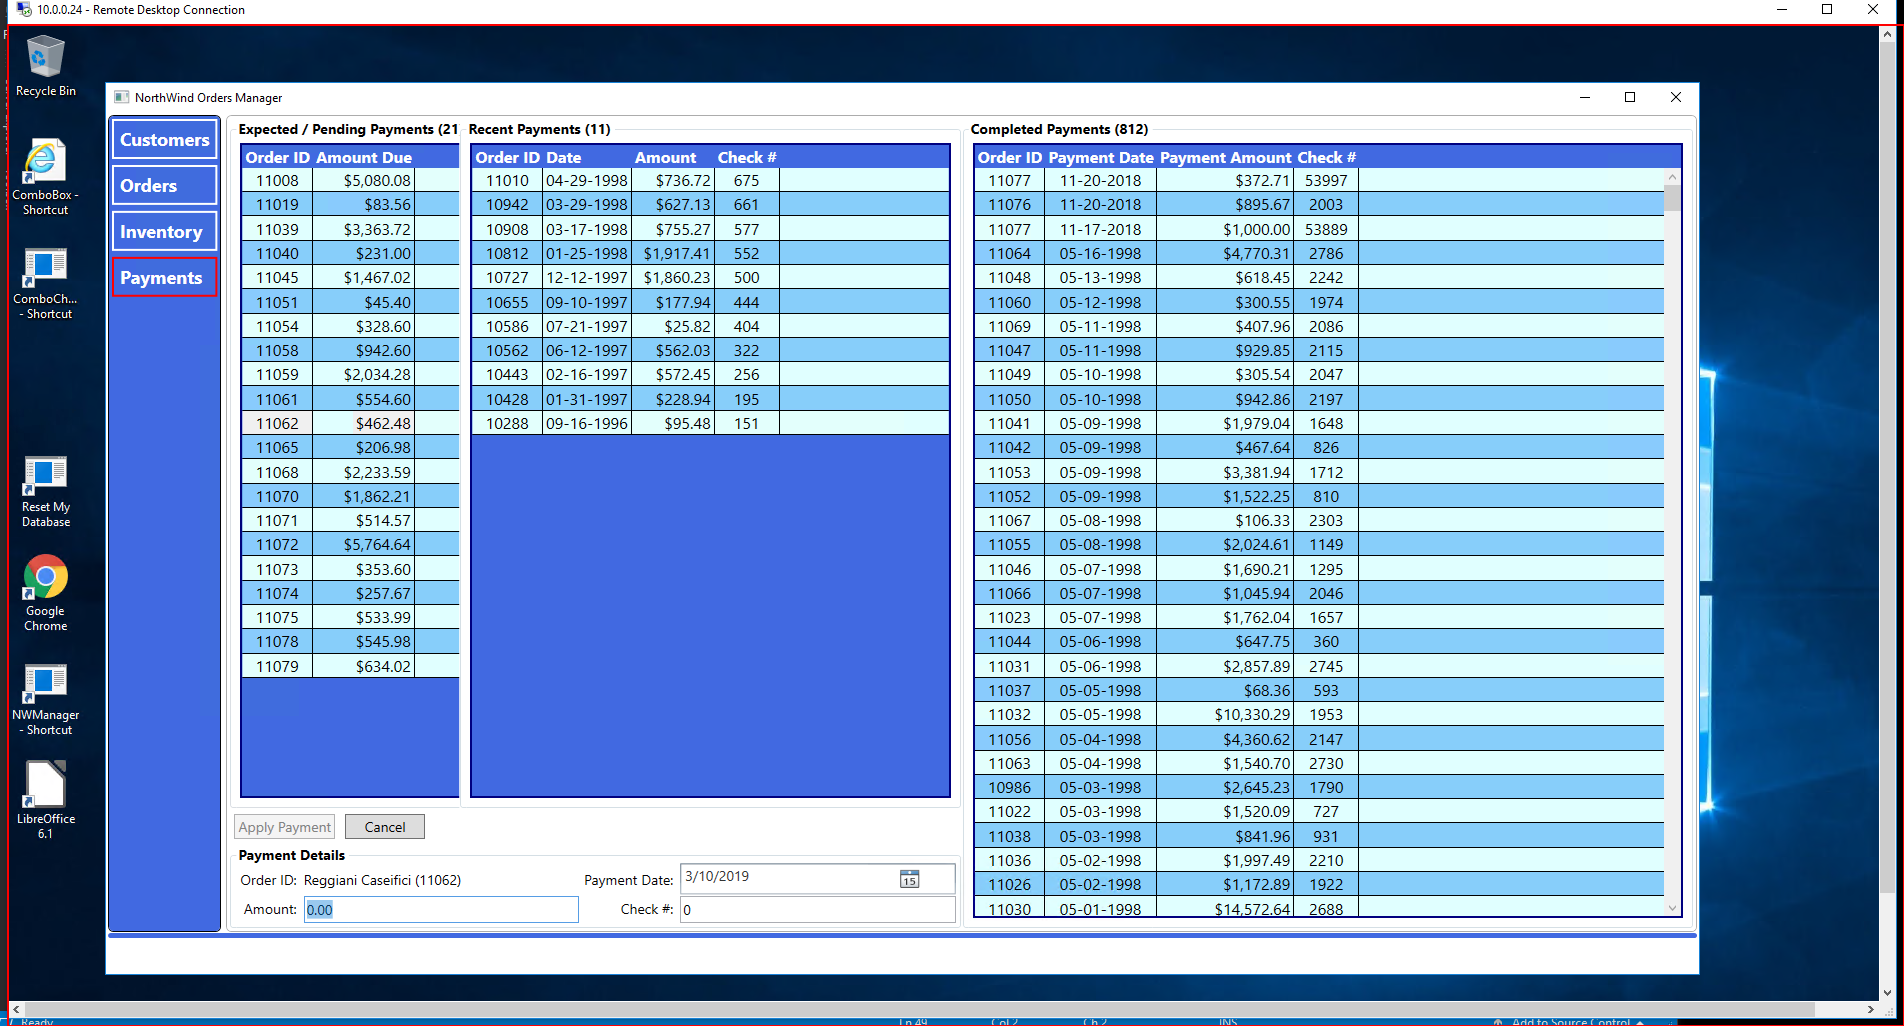 10.0.0.24 - Remote Desktop Connection
Recycle Bin
ComboBox -
Shortcut
ComboCh...
- Shortcut
Reset My
Database
Google
Chrome
NWManager
- Shortcut
LibreOffice
6.1
NorthWind Orders Manager
Customers
Orders
Inventory
Payments
Expected / Pending Payments (21
Order ID Amount Due
11008 $5,080.08
11019 $83.56
11039 $3,363.72
11040 $231.00
11045 $1,467.02
11051 $45.40
11054 $328.60
11058 $942.60
11059 $2,034.28
11061 $554.60
11062 $462.48
11065 $206.98
11068 $2,233.59
11070 $1,862.21
11071 $514.57
11072 $5,764.64
11073 $353.60
11074 $257.67
11075 $533.99
11078 $545.98
11079 $634.02
Recent Payments (11)
Order ID Date Amount Check #
11010 04-29-1998 $736.72 675
10942 03-29-1998 $627.13 661
10908 03-17-1998 $755.27 577
10812 01-25-1998 $1,917.41 552
10727 12-12-1997 $1,860.23 500
10655 09-10-1997 $177.94 444
10586 07-21-1997 $25.82 404
10562 06-12-1997 $562.03 322
10443 02-16-1997 $572.45 256
10428 01-31-1997 $228.94 195
10288 09-16-1996 $95.48 151
Completed Payments (812)
Order ID Payment Date Payment Amount Check #
11077 11-20-2018 $372.71 53997
11076 11-20-2018 $895.67 2003
11077 11-17-2018 $1,000.00 53889
11064 05-16-1998 $4,770.31 2786
11048 05-13-1998 $618.45 2242
11060 05-12-1998 $300.55 1974
11069 05-11-1998 $407.96 2086
11047 05-11-1998 $929.85 2115
11049 05-10-1998 $305.54 2047
11050 05-10-1998 $942.86 2197
11041 05-09-1998 $1,979.04 1648
11042 05-09-1998 $467.64 826
11053 05-09-1998 $3,381.94 1712
11052 05-09-1998 $1,522.25 810
11067 05-08-1998 $106.33 2303
11055 05-08-1998 $2,024.61 1149
11046 05-07-1998 $1,690.21 1295
11066 05-07-1998 $1,045.94 2046
11023 05-07-1998 $1,762.04 1657
11044 05-06-1998 $647.75 360
11031 05-06-1998 $2,857.89 2745
11037 05-05-1998 $68.36 593
11032 05-05-1998 $10,330.29 1953
11056 05-04-1998 $4,360.62 2147
11063 05-04-1998 $1,540.70 2730
10986 05-03-1998 $2,645.23 1790
11022 05-03-1998 $1,520.09 727
11038 05-03-1998 $841.96 931
11036 05-02-1998 $1,997.49 2210
11026 05-02-1998 $1,172.89 1922
11030 05-01-1998 $14,572.64 2688
Apply Payment Cancel
Payment Details
Order ID: Reggiani Caseifici (11062) Payment Date: 3/10/2019 15
Amount: 0.00 Check #: 0
Ready Ln 49 Col 2 Ch 2 INS Add to Source Control